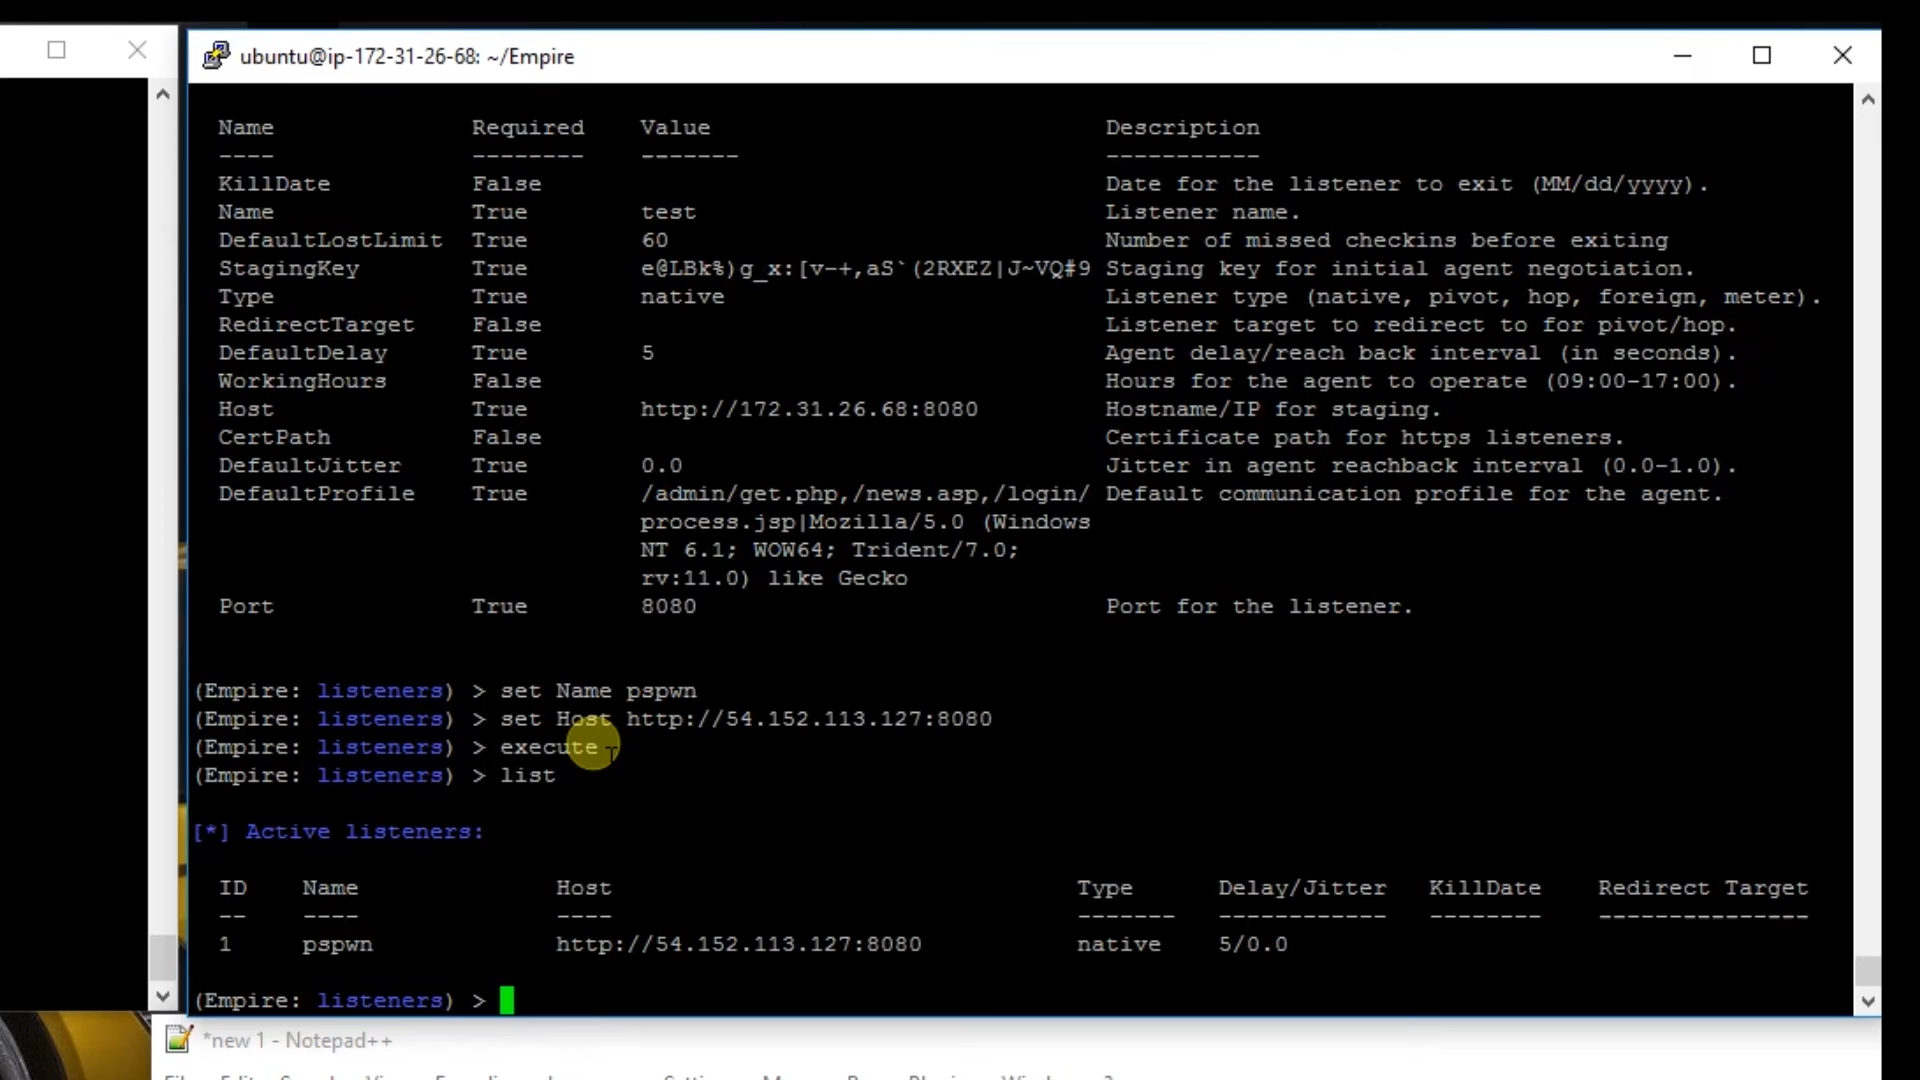 ubuntu@ip-172-31-26-68: ~/Empire
Name Required Value Description
---- -------- ------- -----------
KillDate False Date for the listener to exit (MM/dd/yyyy).
Name True test Listener name.
DefaultLostLimit True 60 Number of missed checkins before exiting
StagingKey True e@LBk%)g_x:[v-+,aS`(2RXEZ|J~VQ#9 Staging key for initial agent negotiation.
Type True native Listener type (native, pivot, hop, foreign, meter).
RedirectTarget False Listener target to redirect to for pivot/hop.
DefaultDelay True 5 Agent delay/reach back interval (in seconds).
WorkingHours False Hours for the agent to operate (09:00-17:00).
Host True http://172.31.26.68:8080 Hostname/IP for staging.
CertPath False Certificate path for https listeners.
DefaultJitter True 0.0 Jitter in agent reachback interval (0.0-1.0).
DefaultProfile True /admin/get.php,/news.asp,/login/ Default communication profile for the agent.
process.jsp|Mozilla/5.0 (Windows
NT 6.1; WOW64; Trident/7.0;
rv:11.0) like Gecko
Port True 8080 Port for the listener.
(Empire: listeners) > set Name pspwn
(Empire: listeners) > set Host http://54.152.113.127:8080
(Empire: listeners) > execute
(Empire: listeners) > list
[*] Active listeners:
ID Name Host Type Delay/Jitter KillDate Redirect Target
-- ---- ---- ------- ------------ -------- ---------------
1 pspwn http://54.152.113.127:8080 native 5/0.0
(Empire: listeners) >
*new 1 - Notepad++